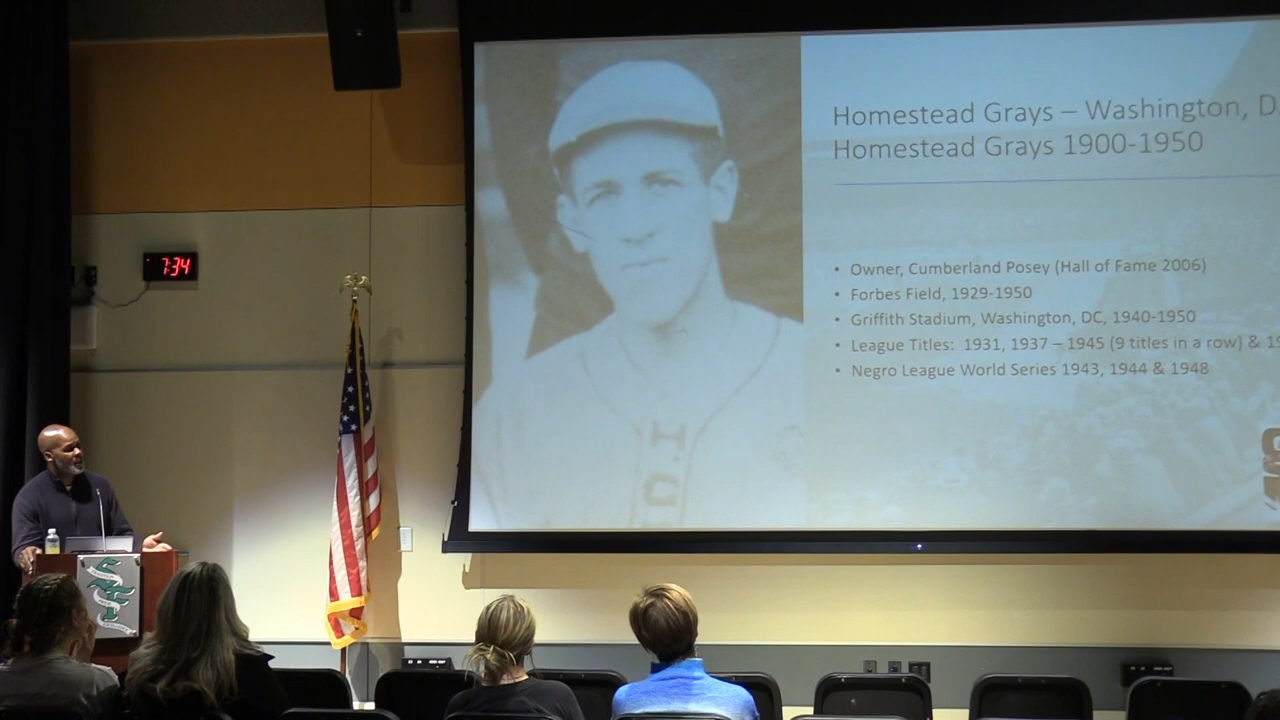 7:34
Homestead Grays – Washington, D
Homestead Grays 1900-1950
• Owner, Cumberland Posey (Hall of Fame 2006)
• Forbes Field, 1929-1950
• Griffith Stadium, Washington, DC, 1940-1950
• League Titles: 1931, 1937 – 1945 (9 titles in a row) & 19
• Negro League World Series 1943, 1944 & 1948
H
G